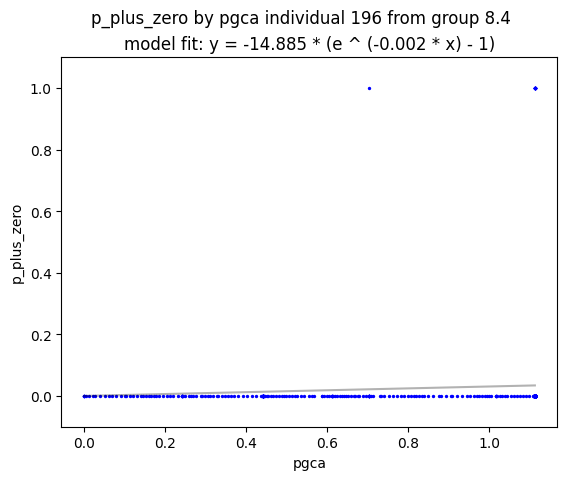 p_plus_zero by pgca individual 196 from group 8.4
model fit: y = -14.885 * (e ^ (-0.002 * x) - 1)
1.0
0.8
0.6
0.4
0.2
0.0
p_plus_zero
0.0 0.2 0.4 0.6 0.8 1.0
pgca